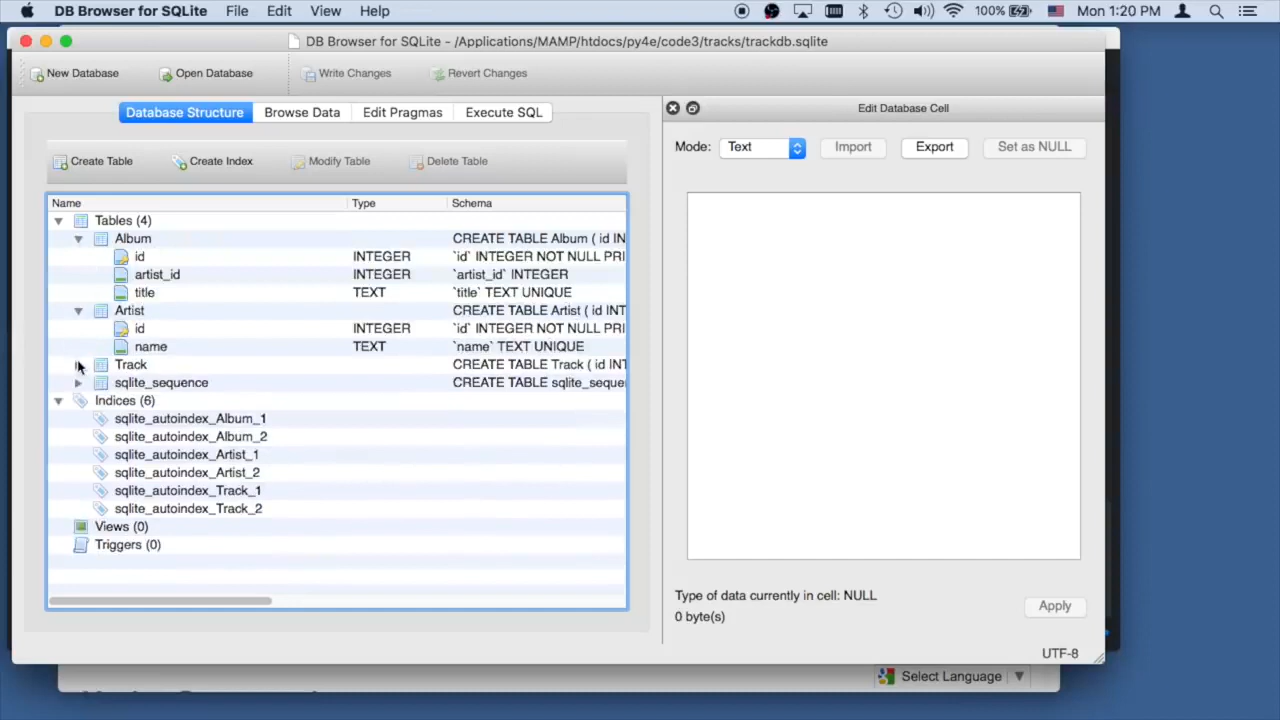 DB Browser for SQLite File Edit View Help 100% Mon 1:20 PM
DB Browser for SQLite - /Applications/MAMP/htdocs/py4e/code3/tracks/trackdb.sqlite
New Database Open Database Write Changes Revert Changes
Database Structure Browse Data Edit Pragmas Execute SQL
Edit Database Cell
Create Table Create Index Modify Table Delete Table
Mode: Text Import Export Set as NULL
Name Type Schema
Tables (4)
Album CREATE TABLE Album ( id IN
id INTEGER `id` INTEGER NOT NULL PRI
artist_id INTEGER `artist_id` INTEGER
title TEXT `title` TEXT UNIQUE
Artist CREATE TABLE Artist ( id INT
id INTEGER `id` INTEGER NOT NULL PRI
name TEXT `name` TEXT UNIQUE
Track CREATE TABLE Track ( id INT
sqlite_sequence CREATE TABLE sqlite_seque
Indices (6)
sqlite_autoindex_Album_1
sqlite_autoindex_Album_2
sqlite_autoindex_Artist_1
sqlite_autoindex_Artist_2
sqlite_autoindex_Track_1
sqlite_autoindex_Track_2
Views (0)
Triggers (0)
Type of data currently in cell: NULL
0 byte(s)
Apply
UTF-8
Select Language